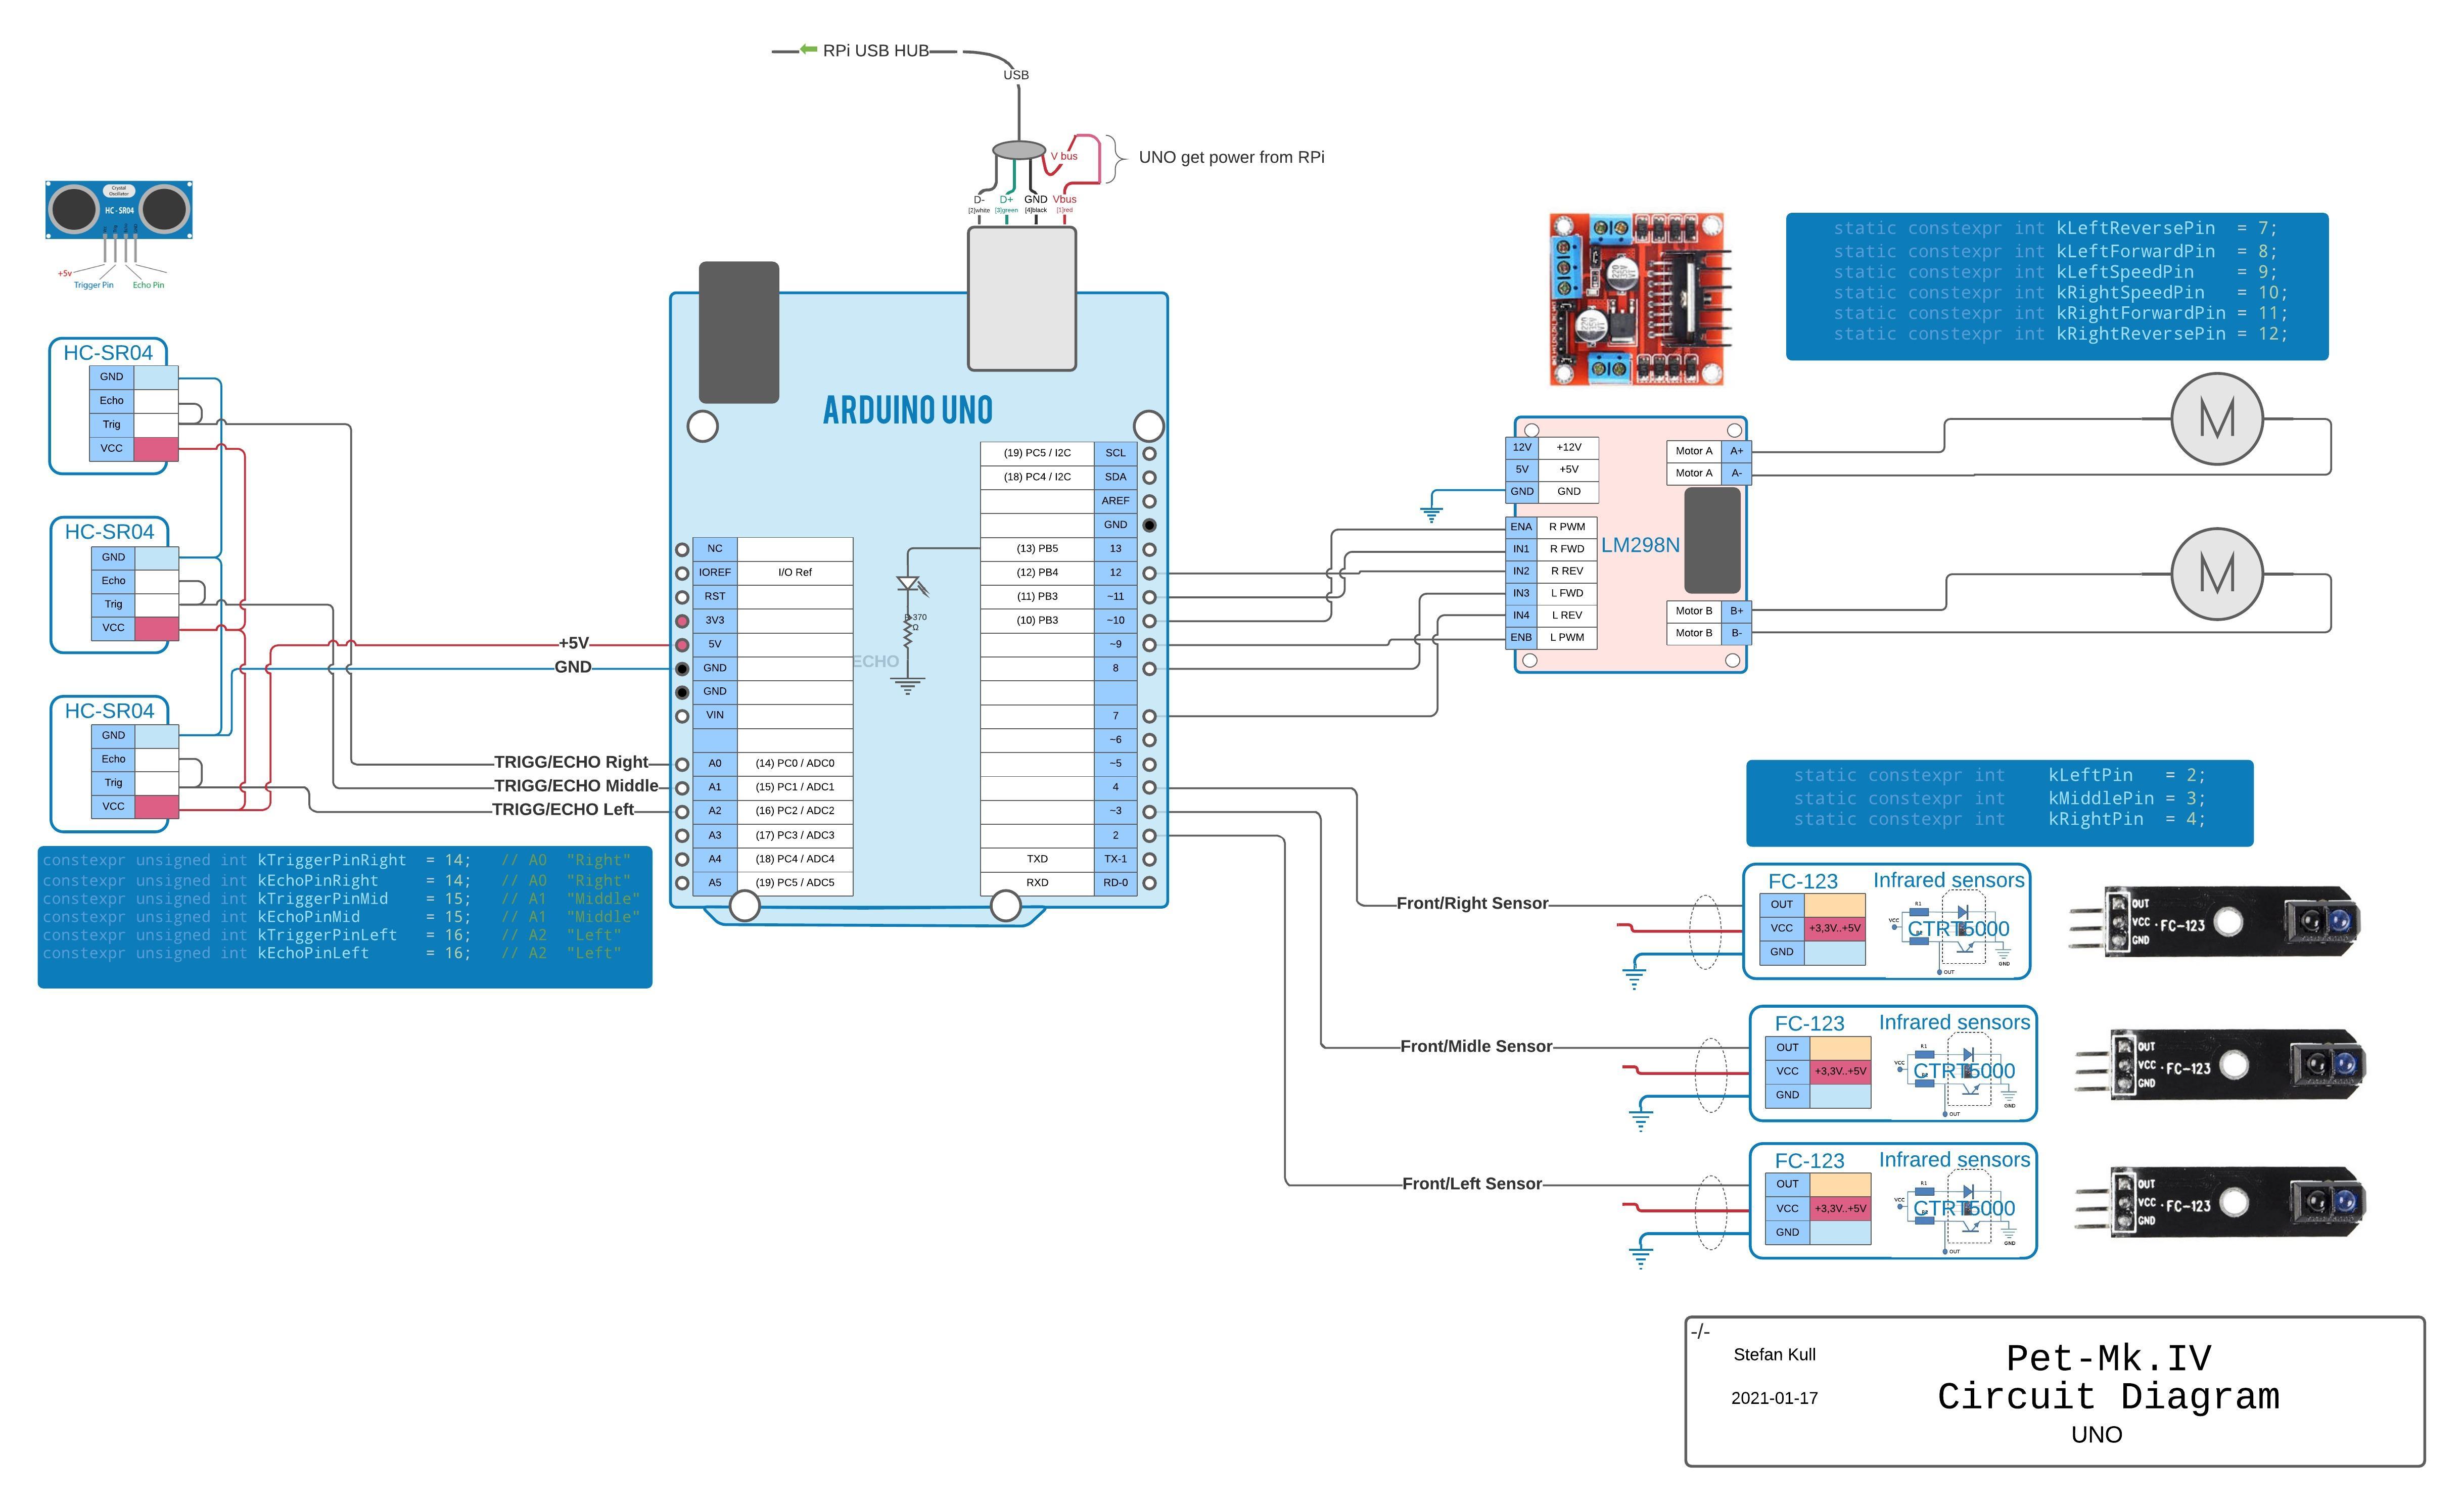 RPi USB HUB
USB
V bus
UNO get power from RPi
D- D+ GND Vbus
[2]white [3]green [4]black [1]red
Crystal
Oscillator
HC-SR04
+5v
Trigger Pin Echo Pin
HC-SR04
GND
Echo
Trig
VCC
HC-SR04
GND
Echo
Trig
VCC
HC-SR04
GND
Echo
Trig
VCC
+5V
GND
TRIGG/ECHO Right
TRIGG/ECHO Middle
TRIGG/ECHO Left
constexpr unsigned int kTriggerPinRight = 14; // A0 "Right"
constexpr unsigned int kEchoPinRight = 14; // A0 "Right"
constexpr unsigned int kTriggerPinMid = 15; // A1 "Middle"
constexpr unsigned int kEchoPinMid = 15; // A1 "Middle"
constexpr unsigned int kTriggerPinLeft = 16; // A2 "Left"
constexpr unsigned int kEchoPinLeft = 16; // A2 "Left"
ARDUINO UNO
NC
IOREF I/O Ref
RST
3V3
5V
GND
GND
VIN
A0 (14) PC0 / ADC0
A1 (15) PC1 / ADC1
A2 (16) PC2 / ADC2
A3 (17) PC3 / ADC3
A4 (18) PC4 / ADC4
A5 (19) PC5 / ADC5
ECHO
370
Ω
(19) PC5 / I2C SCL
(18) PC4 / I2C SDA
AREF
GND
(13) PB5 13
(12) PB4 12
(11) PB3 ~11
(10) PB3 ~10
~9
8
7
~6
~5
4
~3
2
TXD TX-1
RXD RD-0
static constexpr int kLeftReversePin = 7;
static constexpr int kLeftForwardPin = 8;
static constexpr int kLeftSpeedPin = 9;
static constexpr int kRightSpeedPin = 10;
static constexpr int kRightForwardPin = 11;
static constexpr int kRightReversePin = 12;
12V +12V
5V +5V
GND GND
ENA R PWM
IN1 R FWD
IN2 R REV
IN3 L FWD
IN4 L REV
ENB L PWM
LM298N
Motor A A+
Motor A A-
Motor B B+
Motor B B-
M
M
static constexpr int kLeftPin = 2;
static constexpr int kMiddlePin = 3;
static constexpr int kRightPin = 4;
Front/Right Sensor
FC-123 Infrared sensors
OUT
VCC +3,3V..+5V
GND
CTRT5000
R1
VCC
GND
OUT
OUT
VCC · FC-123
GND
Front/Midle Sensor
FC-123 Infrared sensors
OUT
VCC +3,3V..+5V
GND
CTRT5000
R1
VCC
GND
OUT
OUT
VCC · FC-123
GND
Front/Left Sensor
FC-123 Infrared sensors
OUT
VCC +3,3V..+5V
GND
CTRT5000
R1
VCC
GND
OUT
OUT
VCC · FC-123
GND
-/-
Stefan Kull
2021-01-17
Pet-Mk.IV
Circuit Diagram
UNO